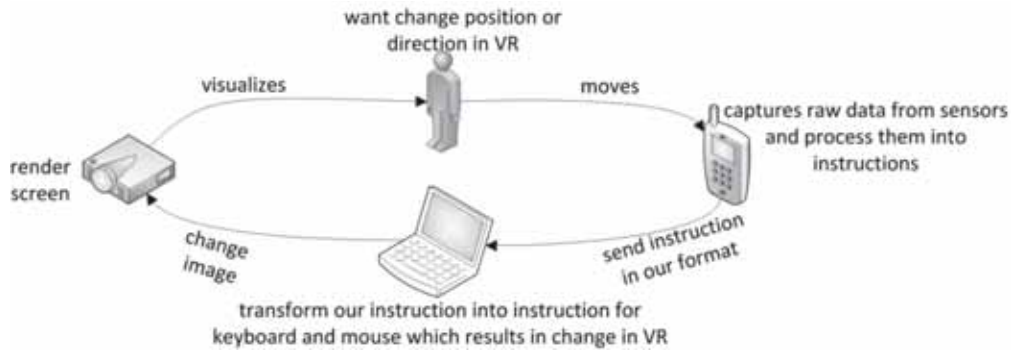 want change position or
direction in VR
visualizes
moves
captures raw data from sensors
and process them into
instructions
render
screen
send instruction
in our format
change
image
transform our instruction into instruction for
keyboard and mouse which results in change in VR